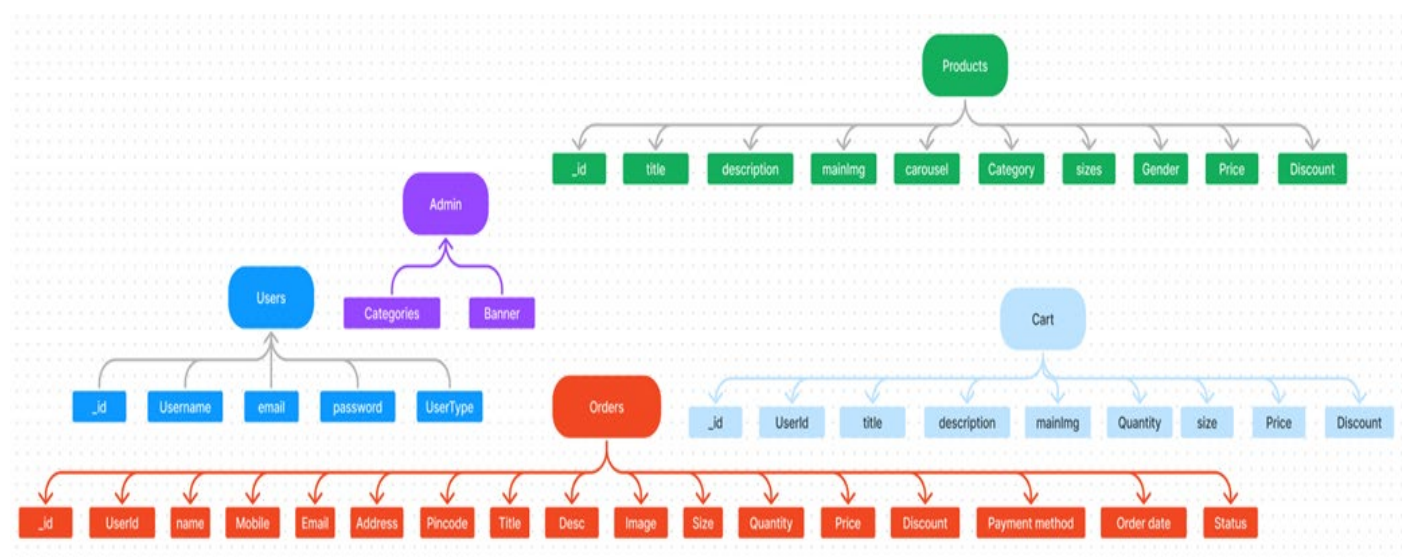 Products
_id title description mainImg carousel Category sizes Gender Price Discount
Admin
Categories Banner
Users
_id Username email password UserType
Cart
_id UserId title description mainImg Quantity size Price Discount
Orders
_id UserId name Mobile Email Address Pincode Title Desc Image Size Quantity Price Discount Payment method Order date Status